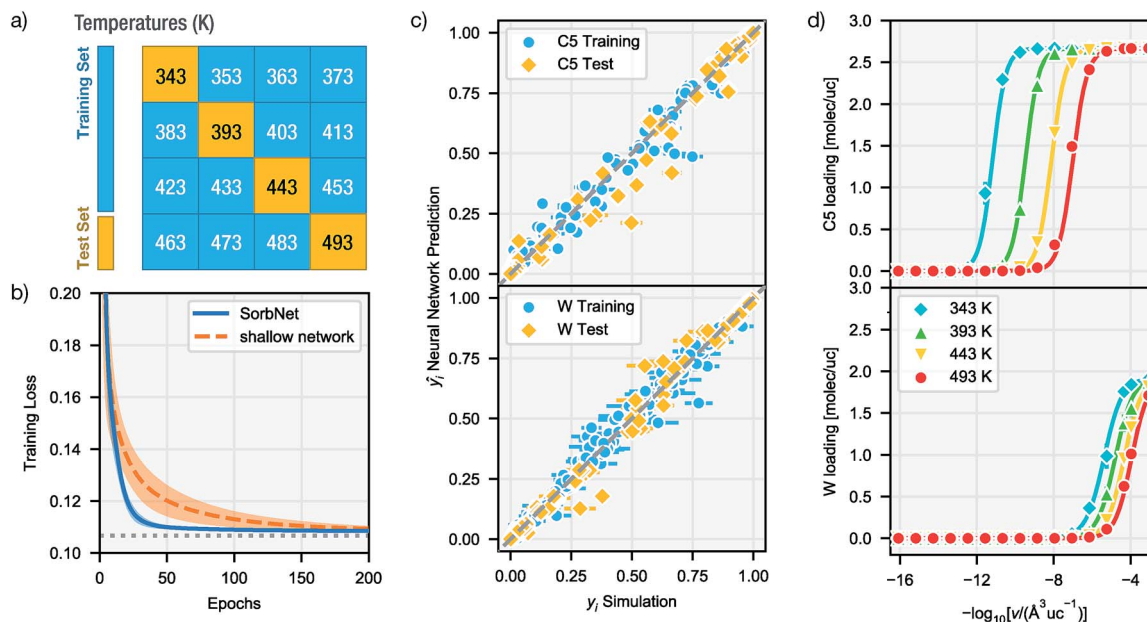 a)
Temperatures (K)
Training Set
Test Set
343 353 363 373
383 393 403 413
423 433 443 453
463 473 483 493
b)
0.20
0.18
0.16
0.14
0.12
0.10
Training Loss
SorbNet
shallow network
0 50 100 150 200
Epochs
c)
C5 Training
C5 Test
1.00
0.75
0.50
0.25
0.00
W Training
W Test
1.00
0.75
0.50
0.25
0.00
ŷᵢ Neural Network Prediction
0.00 0.25 0.50 0.75 1.00
yᵢ Simulation
d)
3.0
2.5
2.0
1.5
1.0
0.5
0.0
C5 loading [molec/uc]
3.0
2.5
2.0
1.5
1.0
0.5
0.0
W loading [molec/uc]
343 K
393 K
443 K
493 K
−16 −12 −8 −4
−log₁₀[v/(Å³uc⁻¹)]